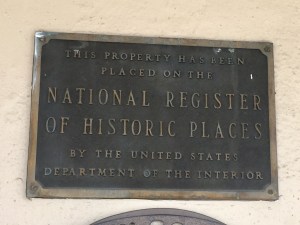 THIS PROPERTY HAS BEEN
PLACED ON THE
NATIONAL REGISTER
OF HISTORIC PLACES
BY THE UNITED STATES
DEPARTMENT OF THE INTERIOR